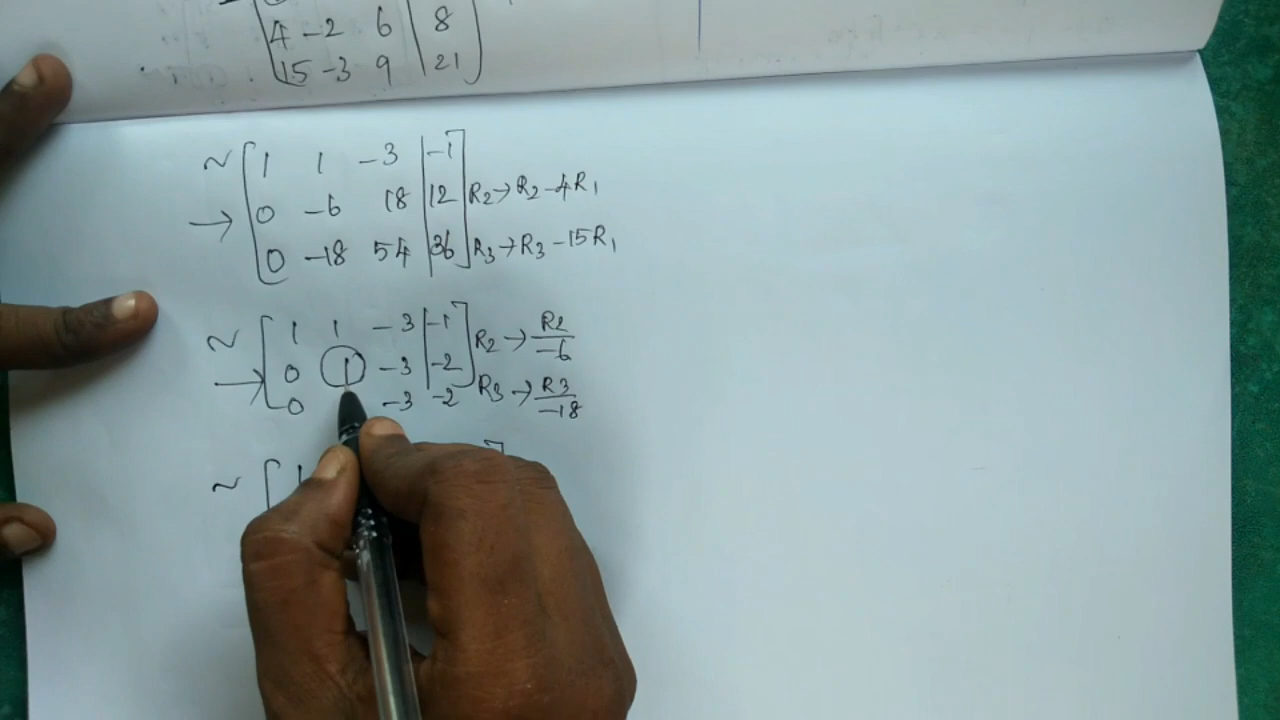 4 -2 6 | 8
15 -3 9 | 21
~ [ 1 1 -3 | -1 ]
→ 0 -6 18 | 12 R2→R2-4R1
0 -18 54 | 36 R3→R3-15R1
~ [ 1 1 -3 | -1 ] R2→R2/-6
→ 0 1 -3 | -2
0 -3 -2 R3→R3/-18
~ [ 1